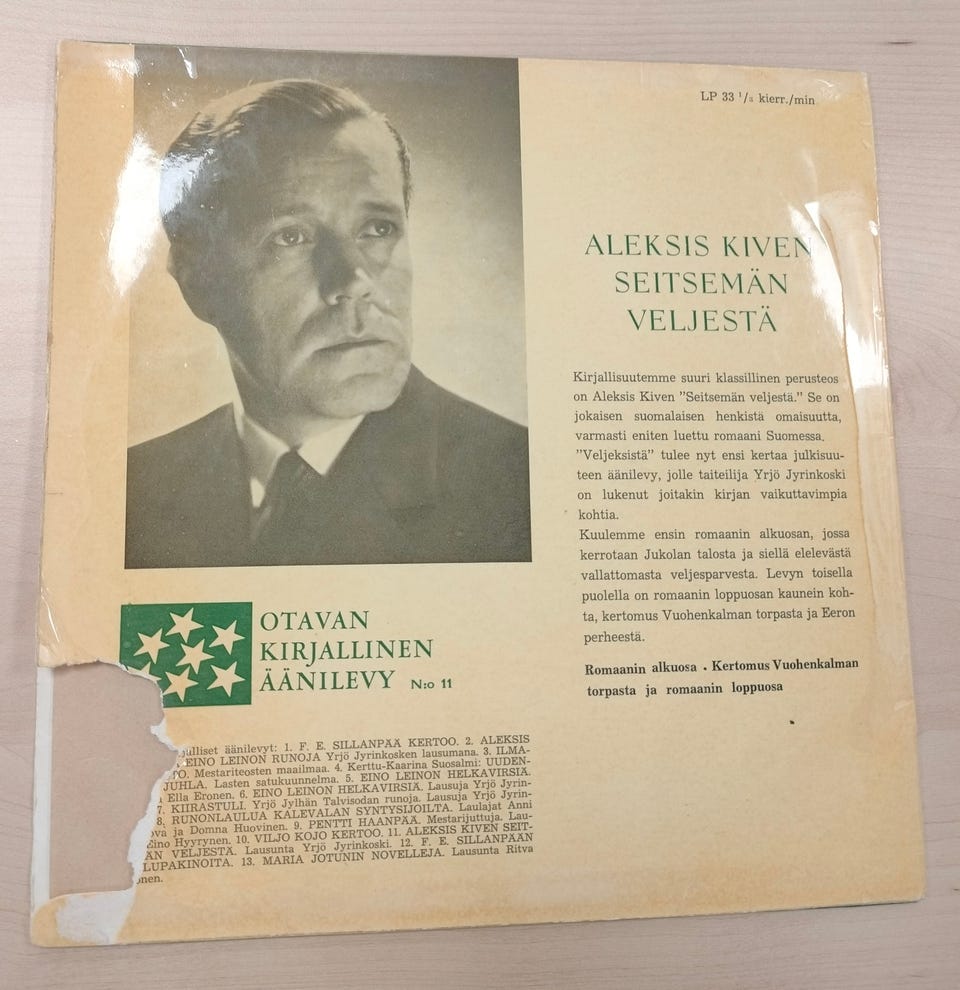 LP 33 1/3 kierr./min
ALEKSIS KIVEN
SEITSEMÄN
VELJESTÄ
Kirjallisuutemme suuri klassillinen perusteos
on Aleksis Kiven "Seitsemän veljestä." Se on
jokaisen suomalaisen henkistä omaisuutta,
varmasti eniten luettu romaani Suomessa.
"Veljeksistä" tulee nyt ensi kertaa julkisuu-
teen äänilevy, jolle taiteilija Yrjö Jyrinkoski
on lukenut joitakin kirjan vaikuttavimpia
kohtia.
Kuulemme ensin romaanin alkuosan, jossa
kerrotaan Jukolan talosta ja siellä elelevästä
vallattomasta veljesparvesta. Levyn toisella
puolella on romaanin loppuosan kaunein koh-
ta, kertomus Vuohenkalman torpasta ja Eeron
perheestä.
Romaanin alkuosa • Kertomus Vuohenkalman
torpasta ja romaanin loppuosa
OTAVAN
KIRJALLINEN
ÄÄNILEVY N:o 11
jalliset äänilevyt: 1. F. E. SILLANPÄÄ KERTOO. 2. ALEKSIS
EINO LEINON RUNOJA Yrjö Jyrinkosken lausumana. 3. ILMA-
TO. Mestariteosten maailmaa. 4. Kerttu-Kaarina Suosalmi: UUDEN-
JUHLA. Lasten satukuunnelma. 5. EINO LEINON HELKAVIRSIÄ.
Ella Eronen. 6. EINO LEINON HELKAVIRSIÄ. Lausuja Yrjö Jyrin-
7. KIIRASTULI. Yrjö Jylhän Talvisodan runoja. Lausuja Yrjö Jyrin-
8. RUNONLAULUA KALEVALAN SYNTYSIJOILTA. Laulajat Anni
ova ja Domna Huovinen. 9. PENTTI HAANPÄÄ. Mestarijuttuja. Lau-
Eino Hyyrynen. 10. VILJO KOJO KERTOO. 11. ALEKSIS KIVEN SEIT-
ÄN VELJESTÄ. Lausunta Yrjö Jyrinkoski. 12. F. E. SILLANPÄÄN
LUPAKINOITA. 13. MARIA JOTUNIN NOVELLEJA. Lausunta Ritva
onen.